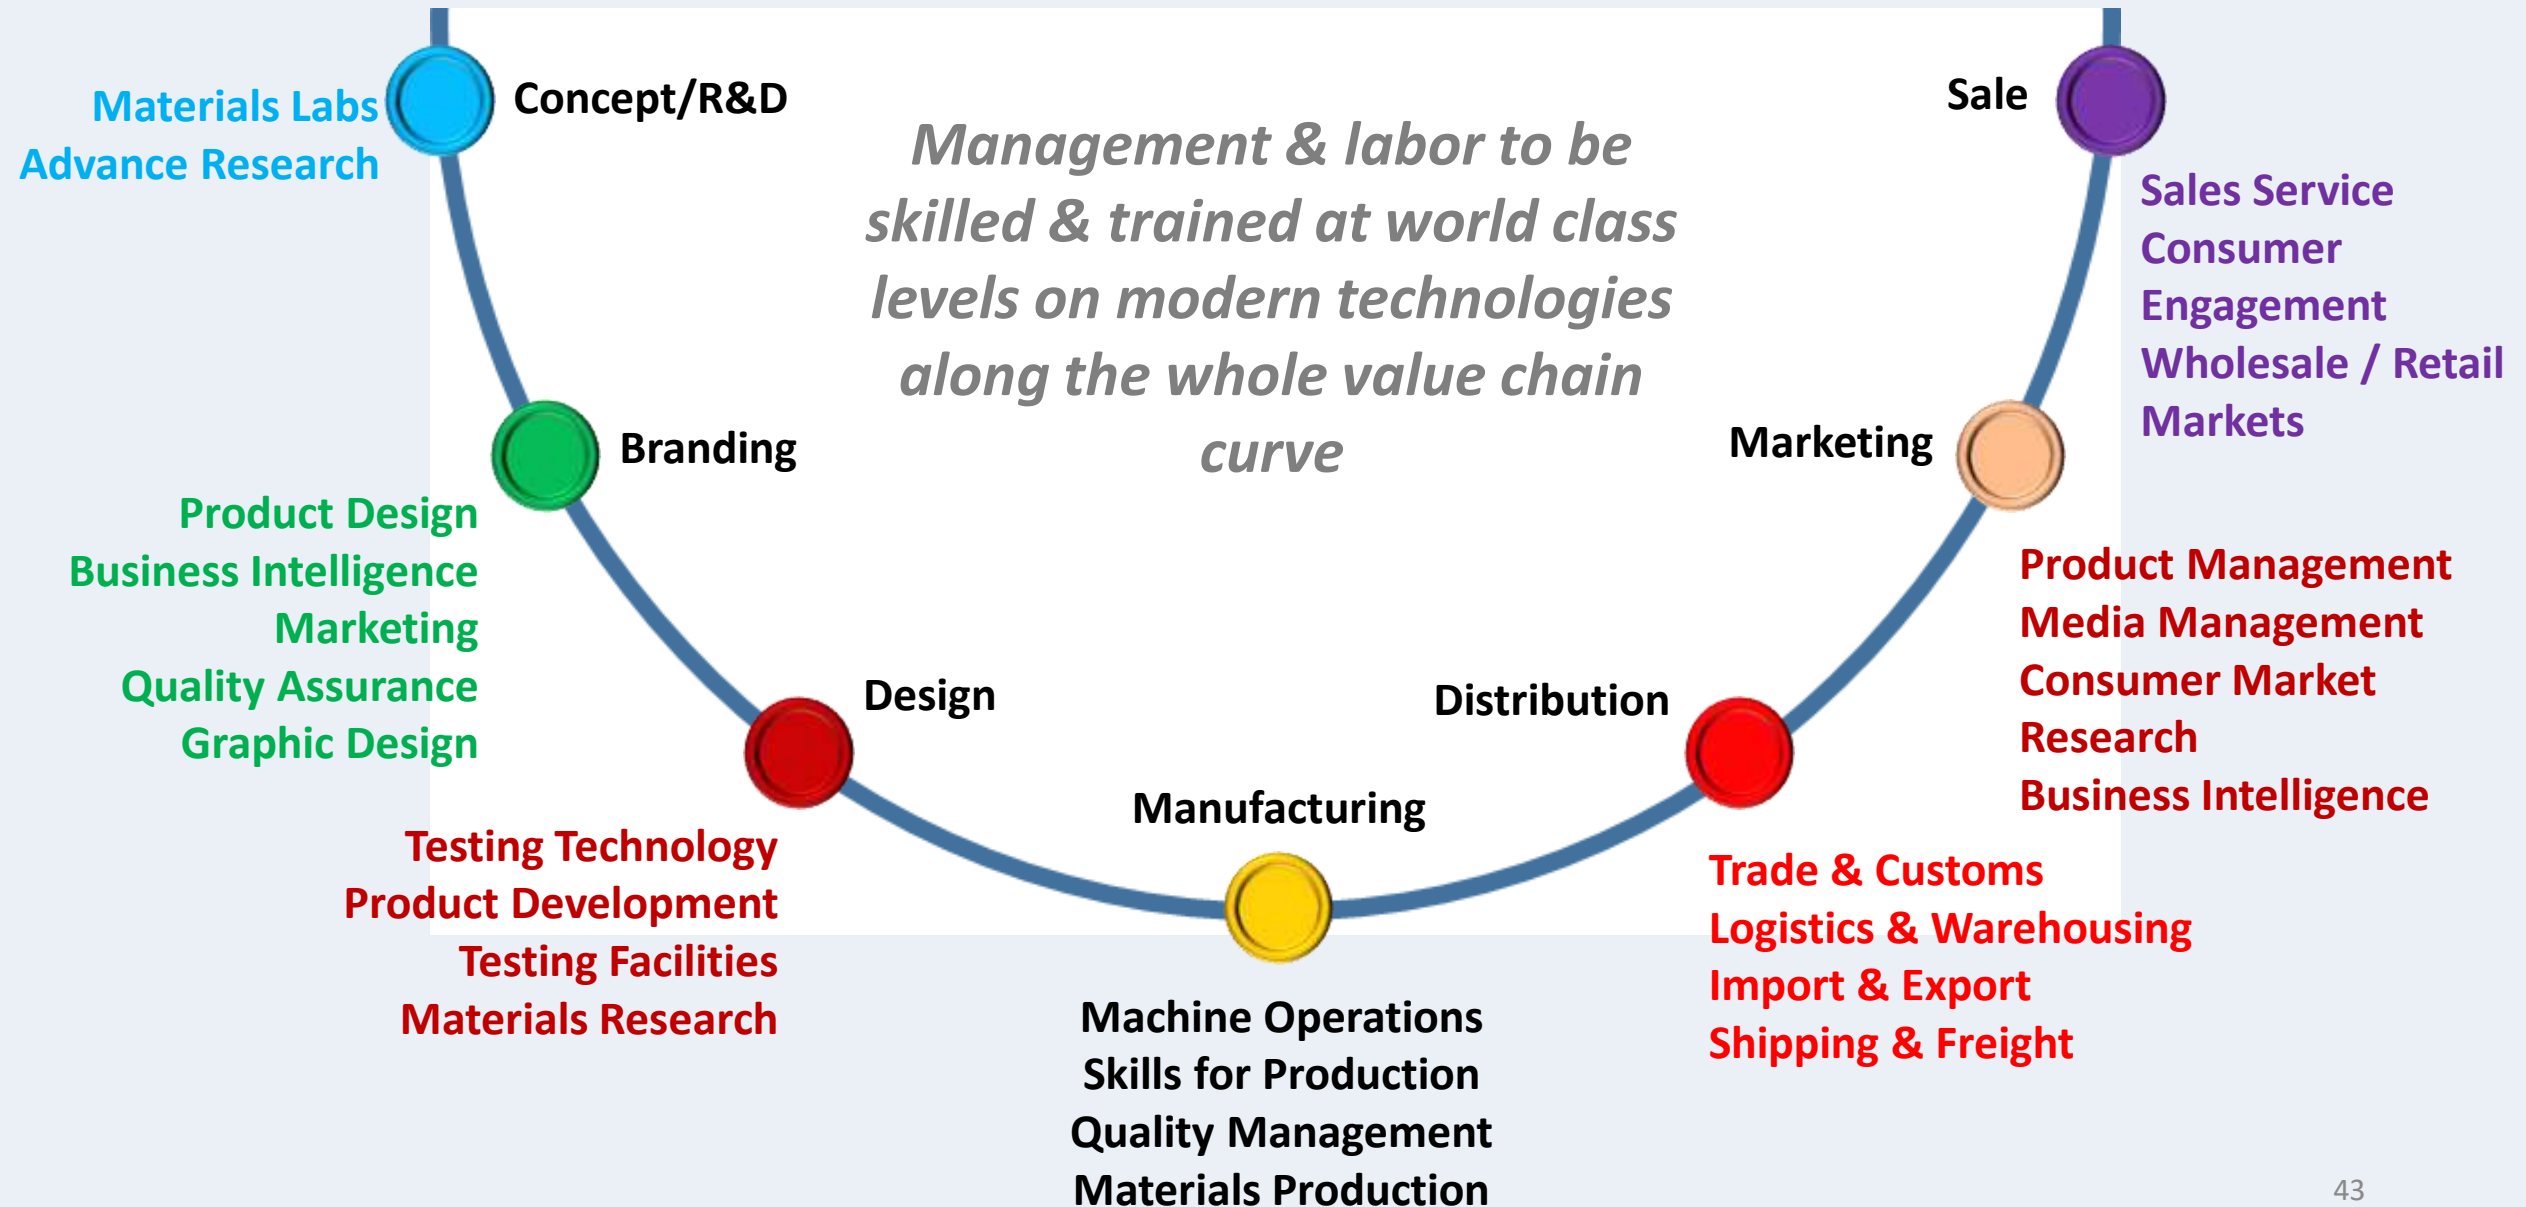 Concept/R&D
Materials Labs
Advance Research
Management & labor to be
skilled & trained at world class
levels on modern technologies
along the whole value chain
curve
Sale
Sales Service
Consumer
Engagement
Wholesale / Retail
Markets
Branding
Product Design
Business Intelligence
Marketing
Quality Assurance
Graphic Design
Marketing
Product Management
Media Management
Consumer Market
Research
Business Intelligence
Design
Testing Technology
Product Development
Testing Facilities
Materials Research
Distribution
Trade & Customs
Logistics & Warehousing
Import & Export
Shipping & Freight
Manufacturing
Machine Operations
Skills for Production
Quality Management
Materials Production
43